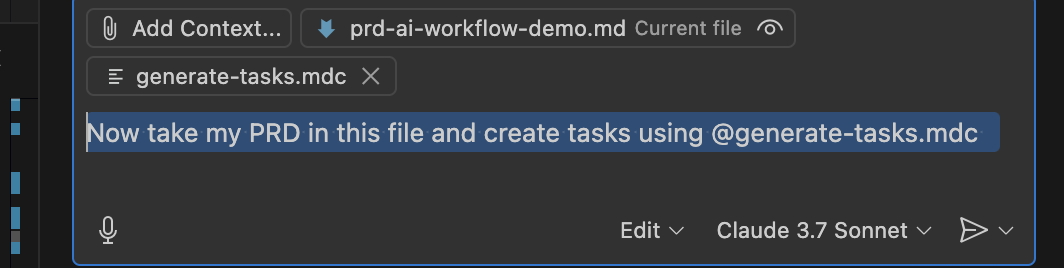 Add Context...
prd-ai-workflow-demo.md Current file
generate-tasks.mdc
Now take my PRD in this file and create tasks using @generate-tasks.mdc
Edit
Claude 3.7 Sonnet